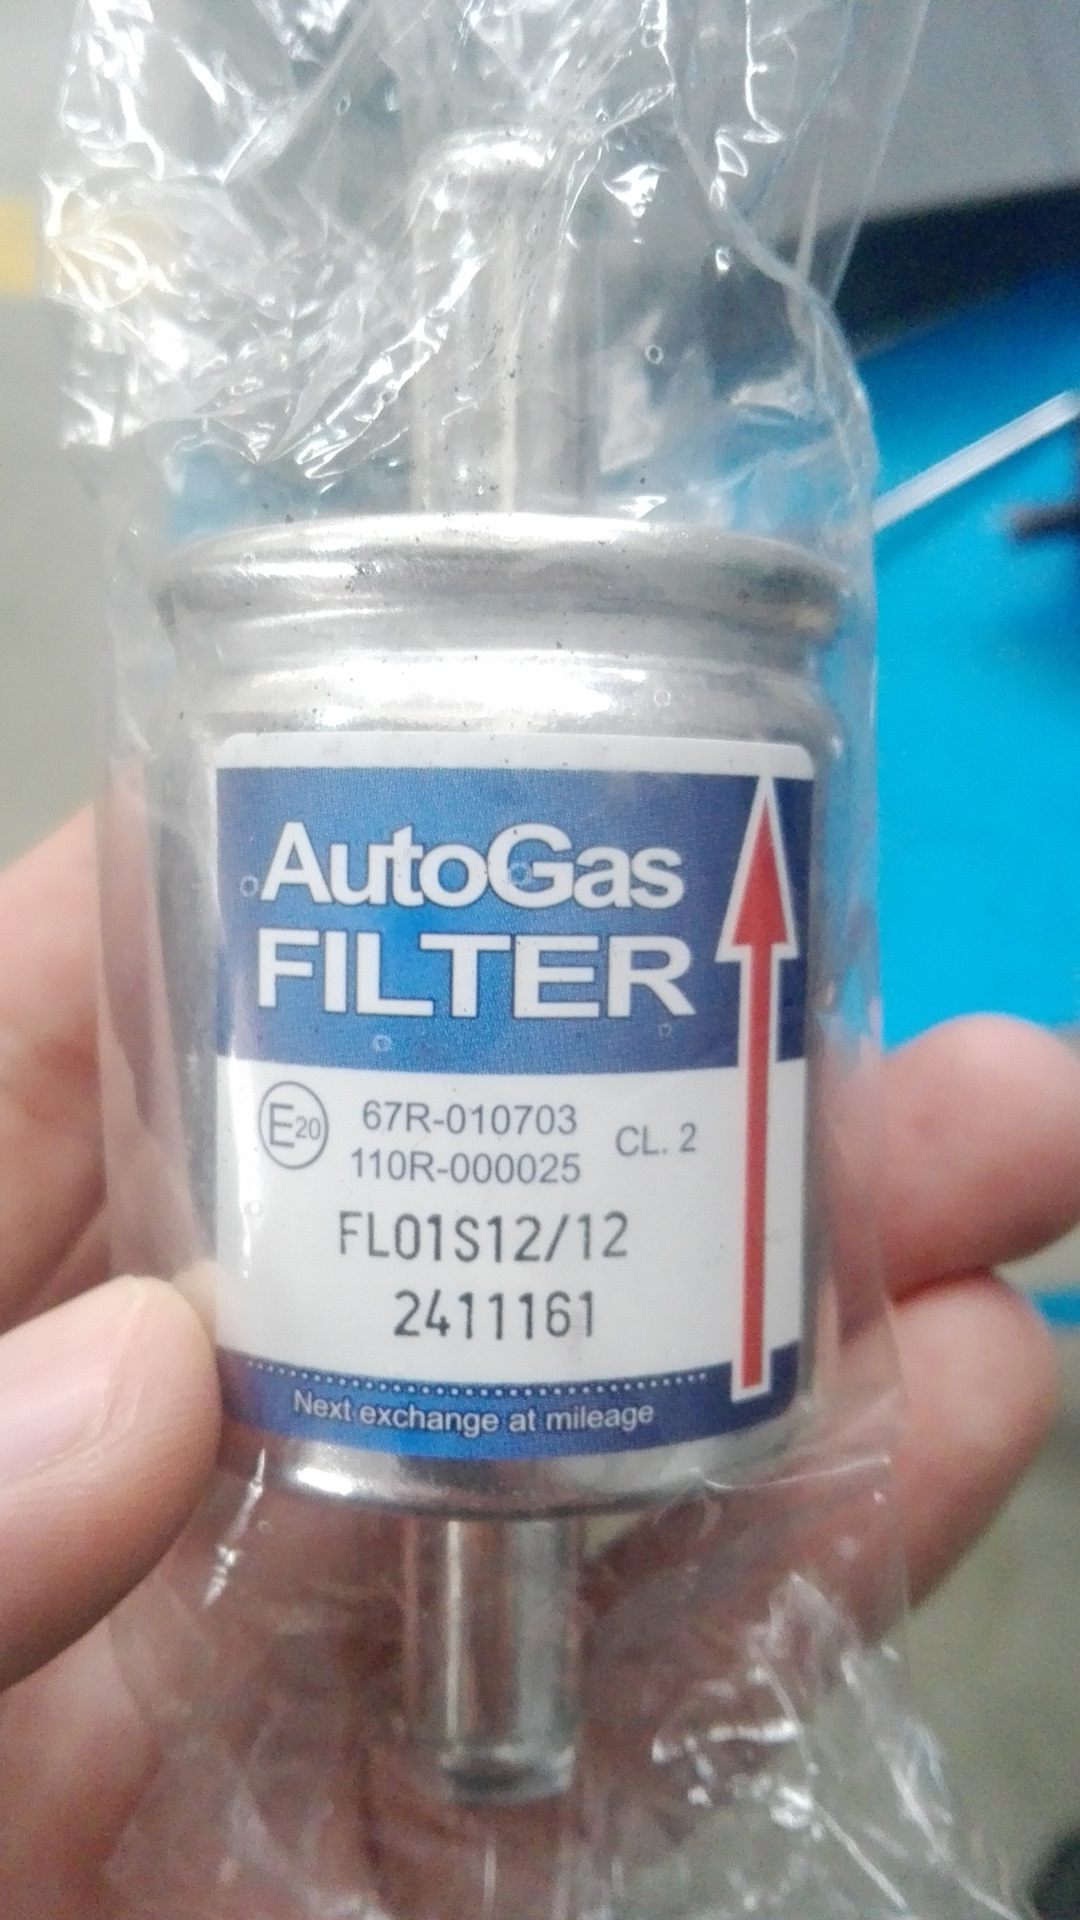 AutoGas
FILTER
E20
67R-010703
110R-000025
CL. 2
FL01S12/12
2411161
Next exchange at mileage